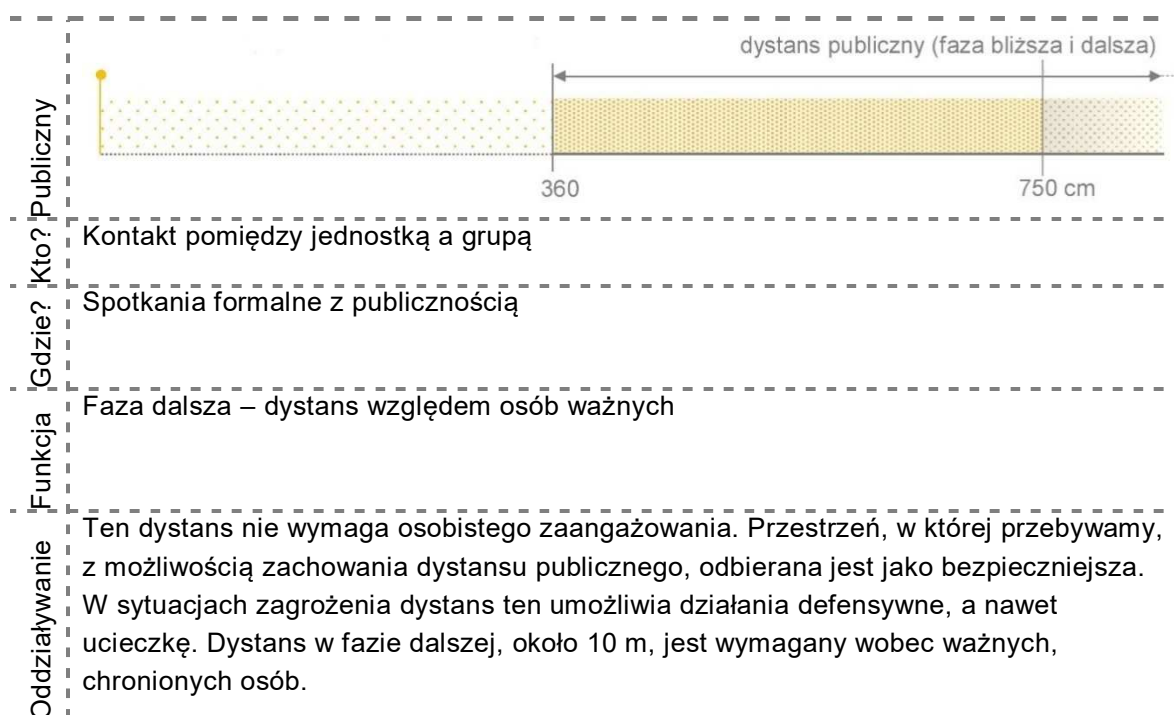 Publiczny
dystans publiczny (faza bliższa i dalsza)
360
750 cm
Kto?
Kontakt pomiędzy jednostką a grupą
Gdzie?
Spotkania formalne z publicznością
Funkcja
Faza dalsza – dystans względem osób ważnych
Oddziaływanie
Ten dystans nie wymaga osobistego zaangażowania. Przestrzeń, w której przebywamy,
z możliwością zachowania dystansu publicznego, odbierana jest jako bezpieczniejsza.
W sytuacjach zagrożenia dystans ten umożliwia działania defensywne, a nawet
ucieczkę. Dystans w fazie dalszej, około 10 m, jest wymagany wobec ważnych,
chronionych osób.